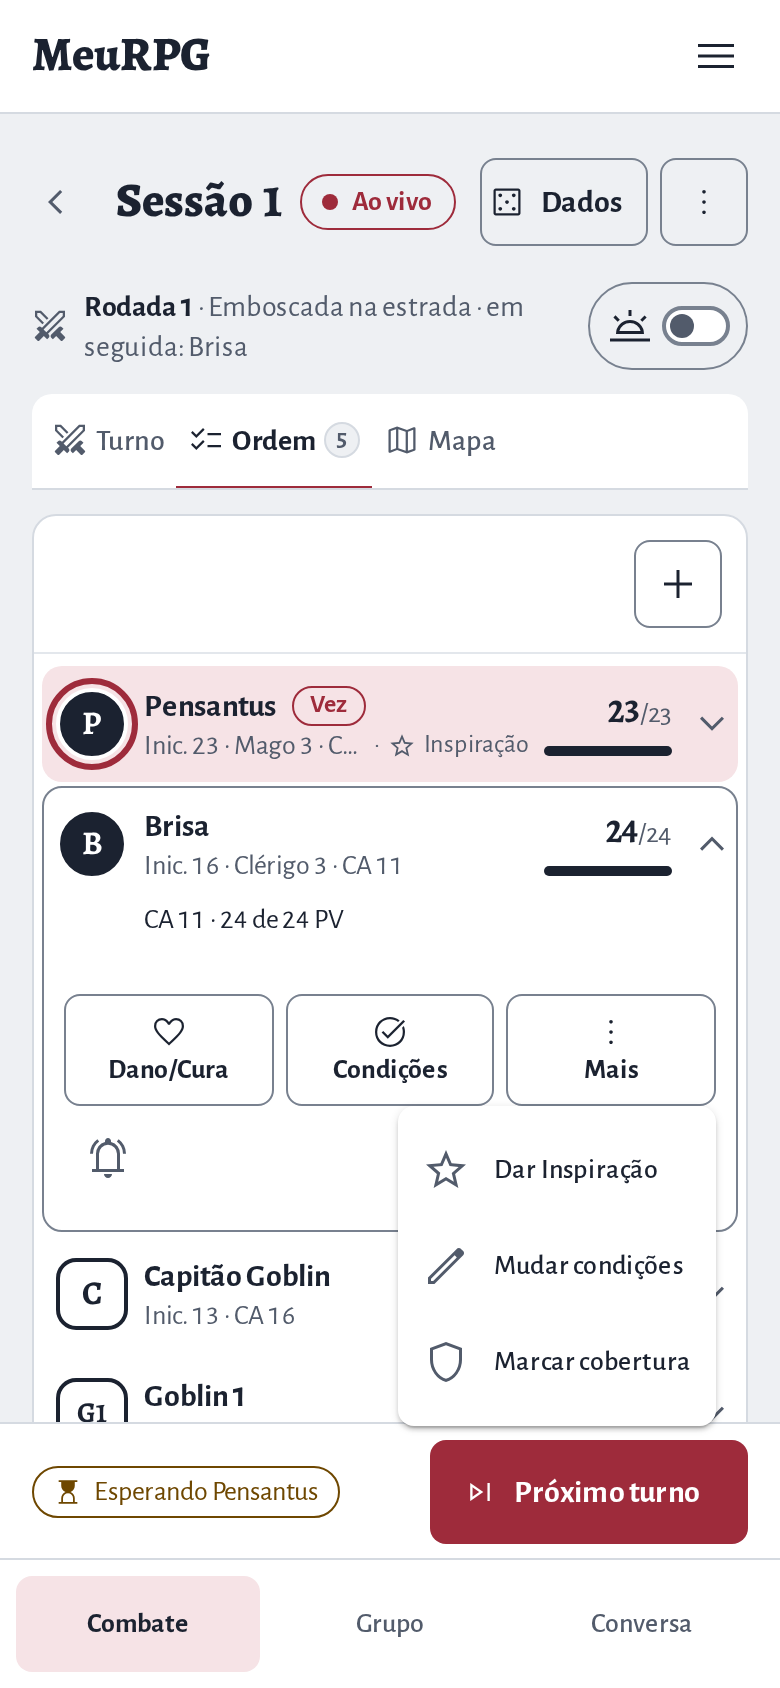 MeuRPG
Sessão 1
Ao vivo
Dados
Rodada 1 · Emboscada na estrada · em
seguida: Brisa
Turno
Ordem 5
Mapa
P
Pensantus
Vez
23/23
Inic. 23 · Mago 3 · C... · Inspiração
B
Brisa
24/24
Inic. 16 · Clérigo 3 · CA 11
CA 11 · 24 de 24 PV
Dano/Cura
Condições
Mais
Dar Inspiração
Mudar condições
Marcar cobertura
C
Capitão Goblin
Inic. 13 · CA 16
G1
Goblin 1
Esperando Pensantus
Próximo turno
Combate
Grupo
Conversa